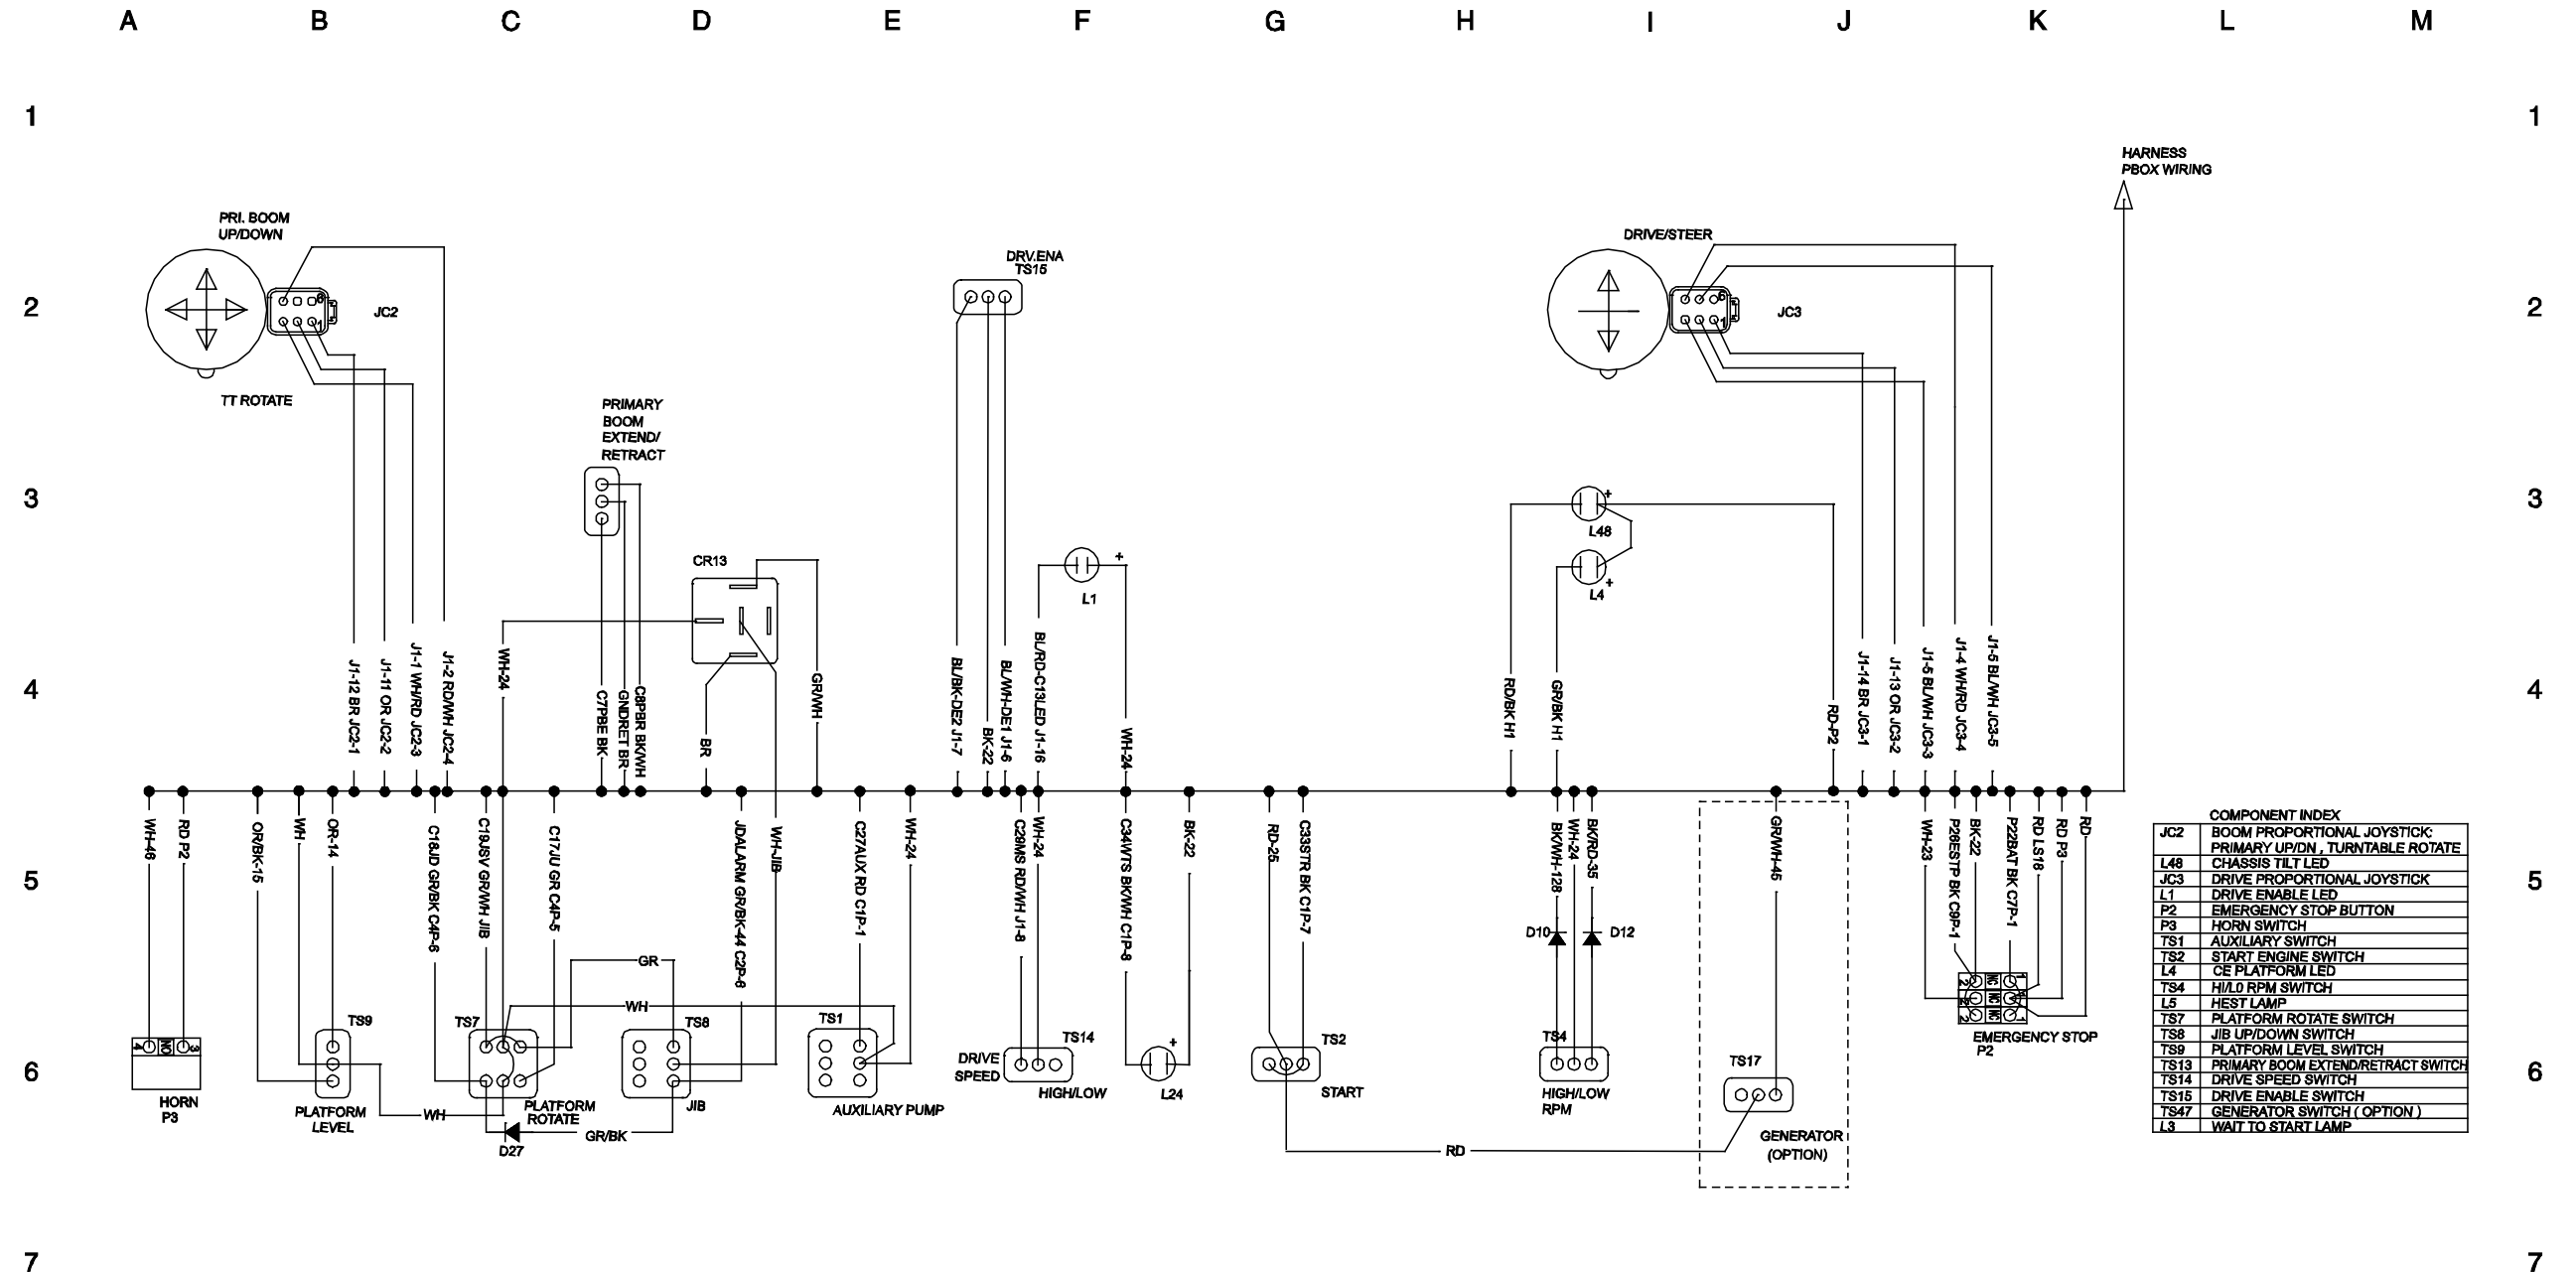 A B C D E F G H I J K L M
1 1
HARNESS
PBOX WIRING
PRI. BOOM
UP/DOWN
6
1
JC2
TT ROTATE
DRV.ENA
TS15
DRIVE/STEER
6
1
JC3
2 2
PRIMARY
BOOM
EXTEND/
RETRACT
3 3
CR13
+
L1
+
L48
+
L4
4 4
J1-12 BR JC2-1
J1-11 OR JC2-2
J1-1 WH/RD JC2-3
J1-2 RD/WH JC2-4
WH-24
C7PBE BK
GNDRET BR
C8PBR BK/WH
BR
GR/WH
BL/BK-DE2 J1-7
BK-22
BL/WH-DE1 J1-6
BL/RD-C13LED J1-16
WH-24
RD/BK H1
GR/BK H1
RD-P2
J1-14 BR JC3-1
J1-13 OR JC3-2
J1-5 BL/WH JC3-3
J1-4 WH/RD JC3-4
J1-5 BL/WH JC3-5
5 5
WH-46
RD P2
OR/BK-15
WH
OR-14
C18JD GR/BK C4P-6
C19JSV GR/WH JIB
C17JU GR C4P-5
JDALARM GR/BK-44 C2P-6
WH-JIB
C27AUX RD C1P-1
WH-24
C29MS RD/WH J1-8
WH-24
C34WTS BK/WH C1P-8
BK-22
RD-25
C33STR BK C1P-7
BK/WH-128
WH-24
BK/RD-35
GR/WH-45
WH-23
P26ESTP BK C9P-1
BK-22
P22BAT BK C7P-1
RD LS18
RD P3
RD
D10
D12
GR
WH
6 6
4 NO 3
HORN
P3
TS9
PLATFORM
LEVEL
WH
TS7
PLATFORM
ROTATE
D27
GR/BK
TS8
JIB
TS1
AUXILIARY PUMP
DRIVE
SPEED
TS14
HIGH/LOW
+
L24
TS2
START
RD
TS4
HIGH/LOW
RPM
TS17
GENERATOR
(OPTION)
2 NC 1
2 NC
2 NC 1
EMERGENCY STOP
P2
COMPONENT INDEX
JC2 BOOM PROPORTIONAL JOYSTICK:
PRIMARY UP/DN , TURNTABLE ROTATE
L48 CHASSIS TILT LED
JC3 DRIVE PROPORTIONAL JOYSTICK
L1 DRIVE ENABLE LED
P2 EMERGENCY STOP BUTTON
P3 HORN SWITCH
TS1 AUXILIARY SWITCH
TS2 START ENGINE SWITCH
L4 CE PLATFORM LED
TS4 HI/L0 RPM SWITCH
L5 HEST LAMP
TS7 PLATFORM ROTATE SWITCH
TS8 JIB UP/DOWN SWITCH
TS9 PLATFORM LEVEL SWITCH
TS13 PRIMARY BOOM EXTEND/RETRACT SWITCH
TS14 DRIVE SPEED SWITCH
TS15 DRIVE ENABLE SWITCH
TS47 GENERATOR SWITCH ( OPTION )
L3 WAIT TO START LAMP
7 7